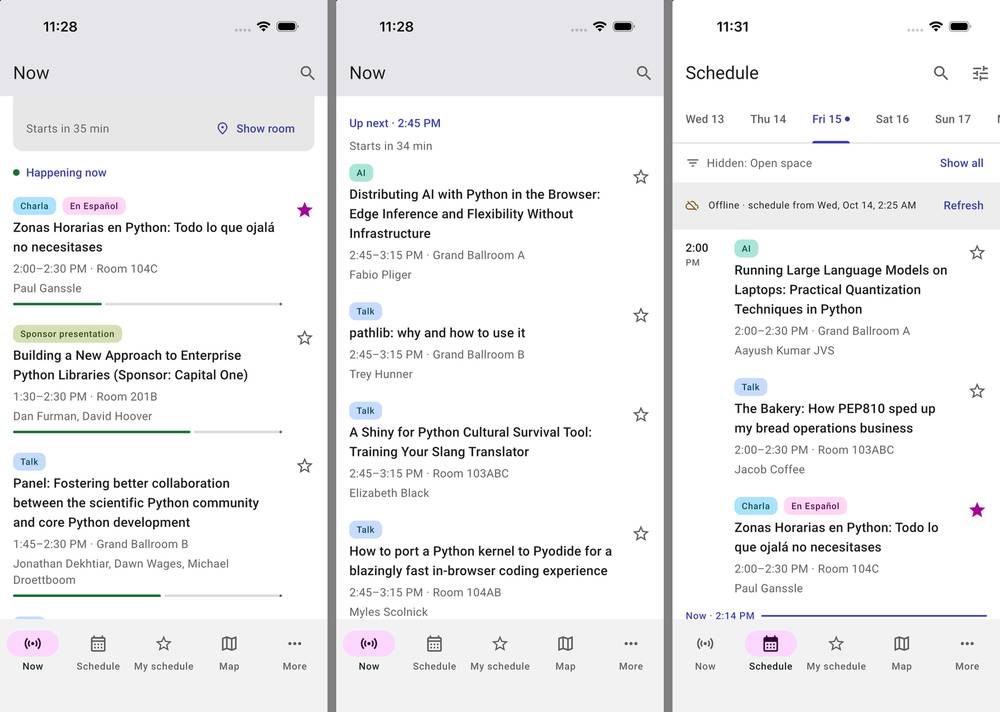 11:28
Now
Starts in 35 min
Show room
Happening now
Charla
En Español
Zonas Horarias en Python: Todo lo que ojalá
no necesitases
2:00–2:30 PM · Room 104C
Paul Ganssle
Sponsor presentation
Building a New Approach to Enterprise
Python Libraries (Sponsor: Capital One)
1:30–2:30 PM · Room 201B
Dan Furman, David Hoover
Talk
Panel: Fostering better collaboration
between the scientific Python community
and core Python development
1:45–2:30 PM · Grand Ballroom B
Jonathan Dekhtiar, Dawn Wages, Michael
Droettboom
Now
Schedule
My schedule
Map
More
11:28
Now
Up next · 2:45 PM
Starts in 34 min
AI
Distributing AI with Python in the Browser:
Edge Inference and Flexibility Without
Infrastructure
2:45–3:15 PM · Grand Ballroom A
Fabio Pliger
Talk
pathlib: why and how to use it
2:45–3:15 PM · Grand Ballroom B
Trey Hunner
Talk
A Shiny for Python Cultural Survival Tool:
Training Your Slang Translator
2:45–3:15 PM · Room 103ABC
Elizabeth Black
Talk
How to port a Python kernel to Pyodide for a
blazingly fast in-browser coding experience
2:45–3:15 PM · Room 104AB
Myles Scolnick
Now
Schedule
My schedule
Map
More
11:31
Schedule
Wed 13
Thu 14
Fri 15
Sat 16
Sun 17
Hidden: Open space
Show all
Offline · schedule from Wed, Oct 14, 2:25 AM
Refresh
2:00
PM
AI
Running Large Language Models on
Laptops: Practical Quantization
Techniques in Python
2:00–2:30 PM · Grand Ballroom A
Aayush Kumar JVS
Talk
The Bakery: How PEP810 sped up
my bread operations business
2:00–2:30 PM · Room 103ABC
Jacob Coffee
Charla
En Español
Zonas Horarias en Python: Todo lo
que ojalá no necesitases
2:00–2:30 PM · Room 104C
Paul Ganssle
Now · 2:14 PM
Now
Schedule
My schedule
Map
More